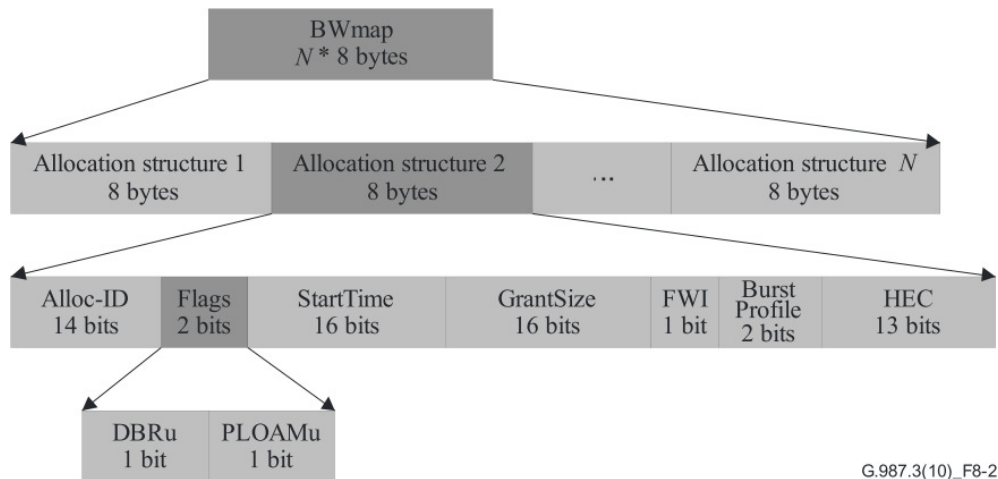 BWmap
N * 8 bytes
Allocation structure 1
8 bytes
Allocation structure 2
8 bytes
...
Allocation structure N
8 bytes
Alloc-ID
14 bits
Flags
2 bits
StartTime
16 bits
GrantSize
16 bits
FWI
1 bit
Burst
Profile
2 bits
HEC
13 bits
DBRu
1 bit
PLOAMu
1 bit
G.987.3(10)_F8-2